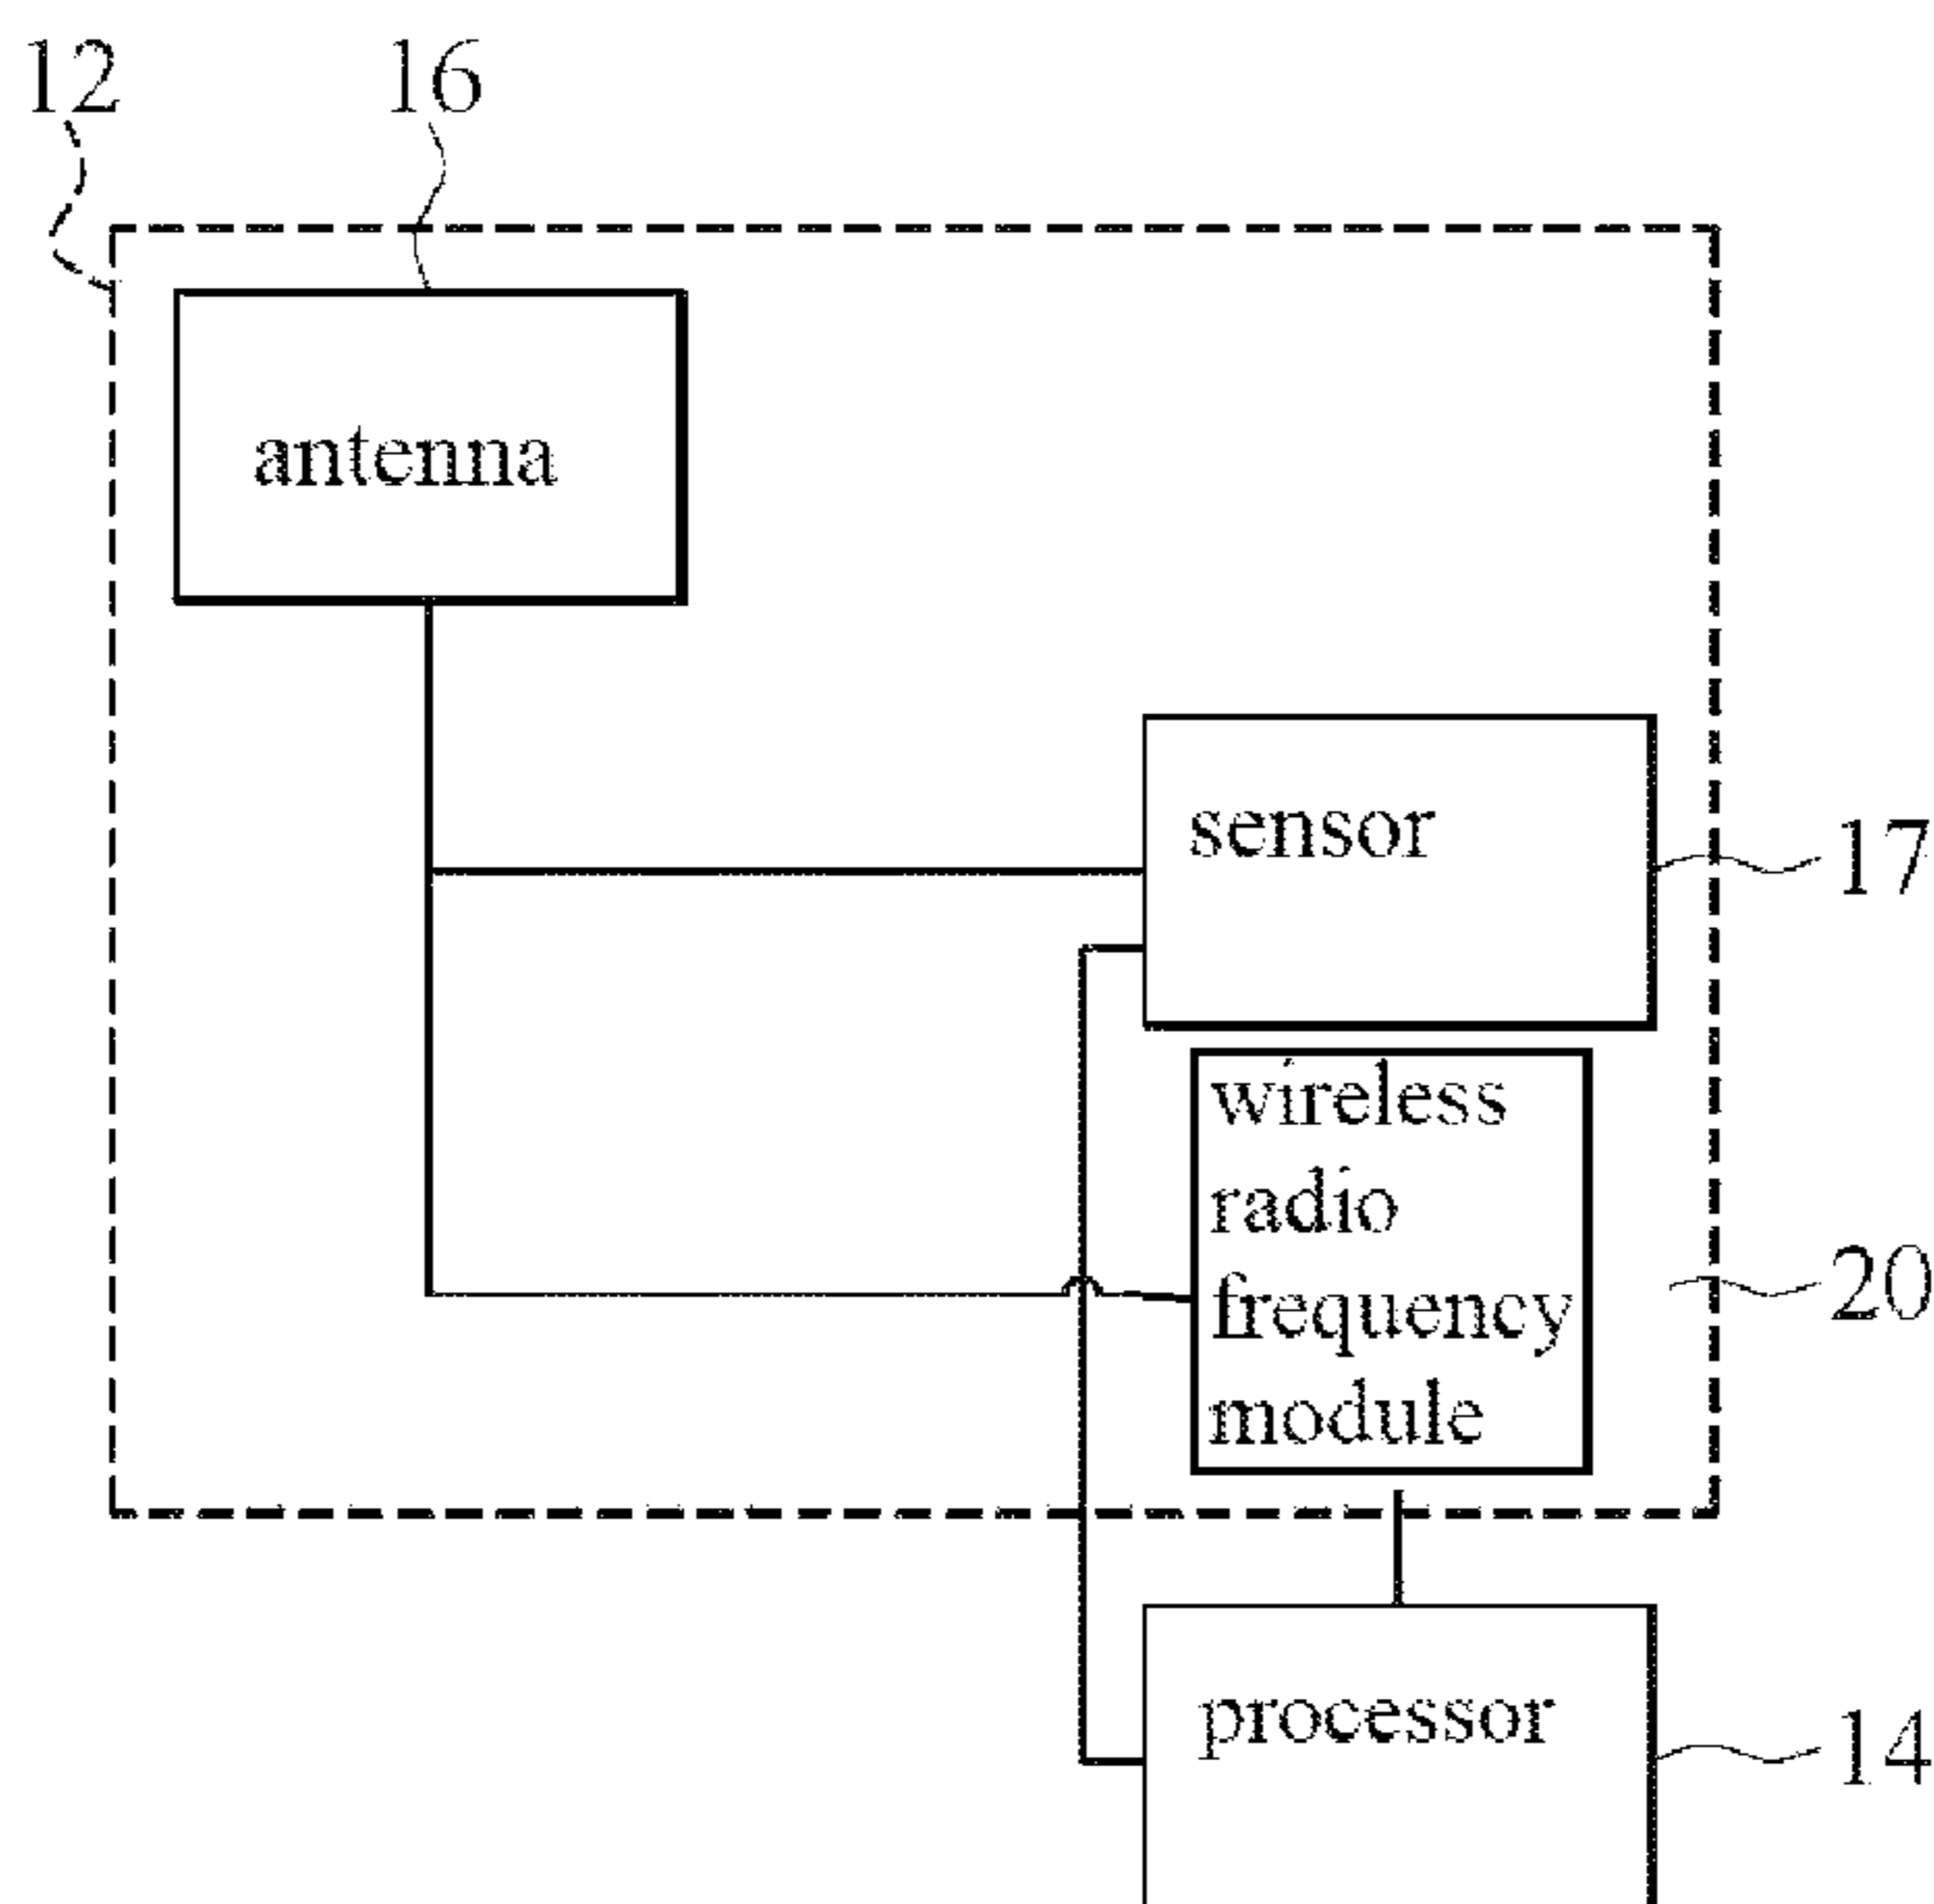 12
16
antenna
sensor
17
wireless
radio
frequency
module
20
processor
14